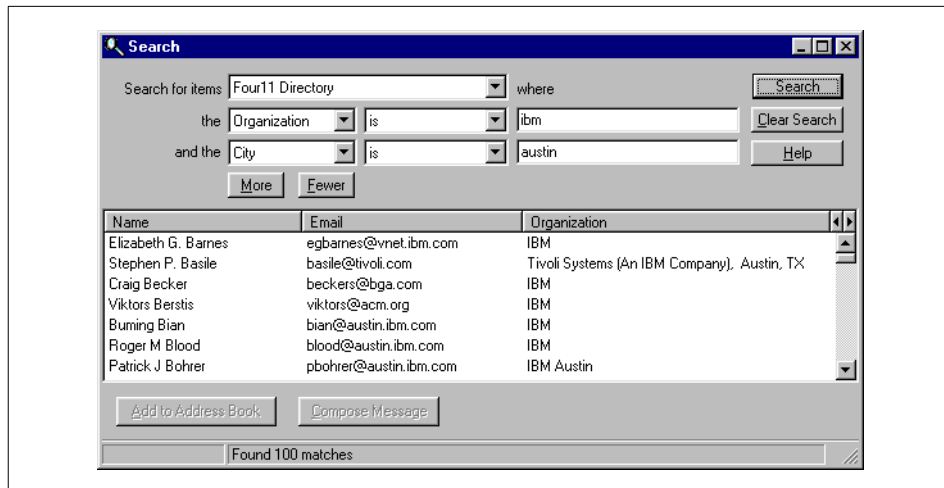 Search
Search for items Four11 Directory where Search
the Organization is ibm Clear Search
and the City is austin Help
More Fewer
Name Email Organization
Elizabeth G. Barnes egbarnes@vnet.ibm.com IBM
Stephen P. Basile basile@tivoli.com Tivoli Systems (An IBM Company), Austin, TX
Craig Becker beckers@bga.com IBM
Viktors Berstis viktors@acm.org IBM
Buming Bian bian@austin.ibm.com IBM
Roger M Blood blood@austin.ibm.com IBM
Patrick J Bohrer pbohrer@austin.ibm.com IBM Austin
Add to Address Book Compose Message
Found 100 matches